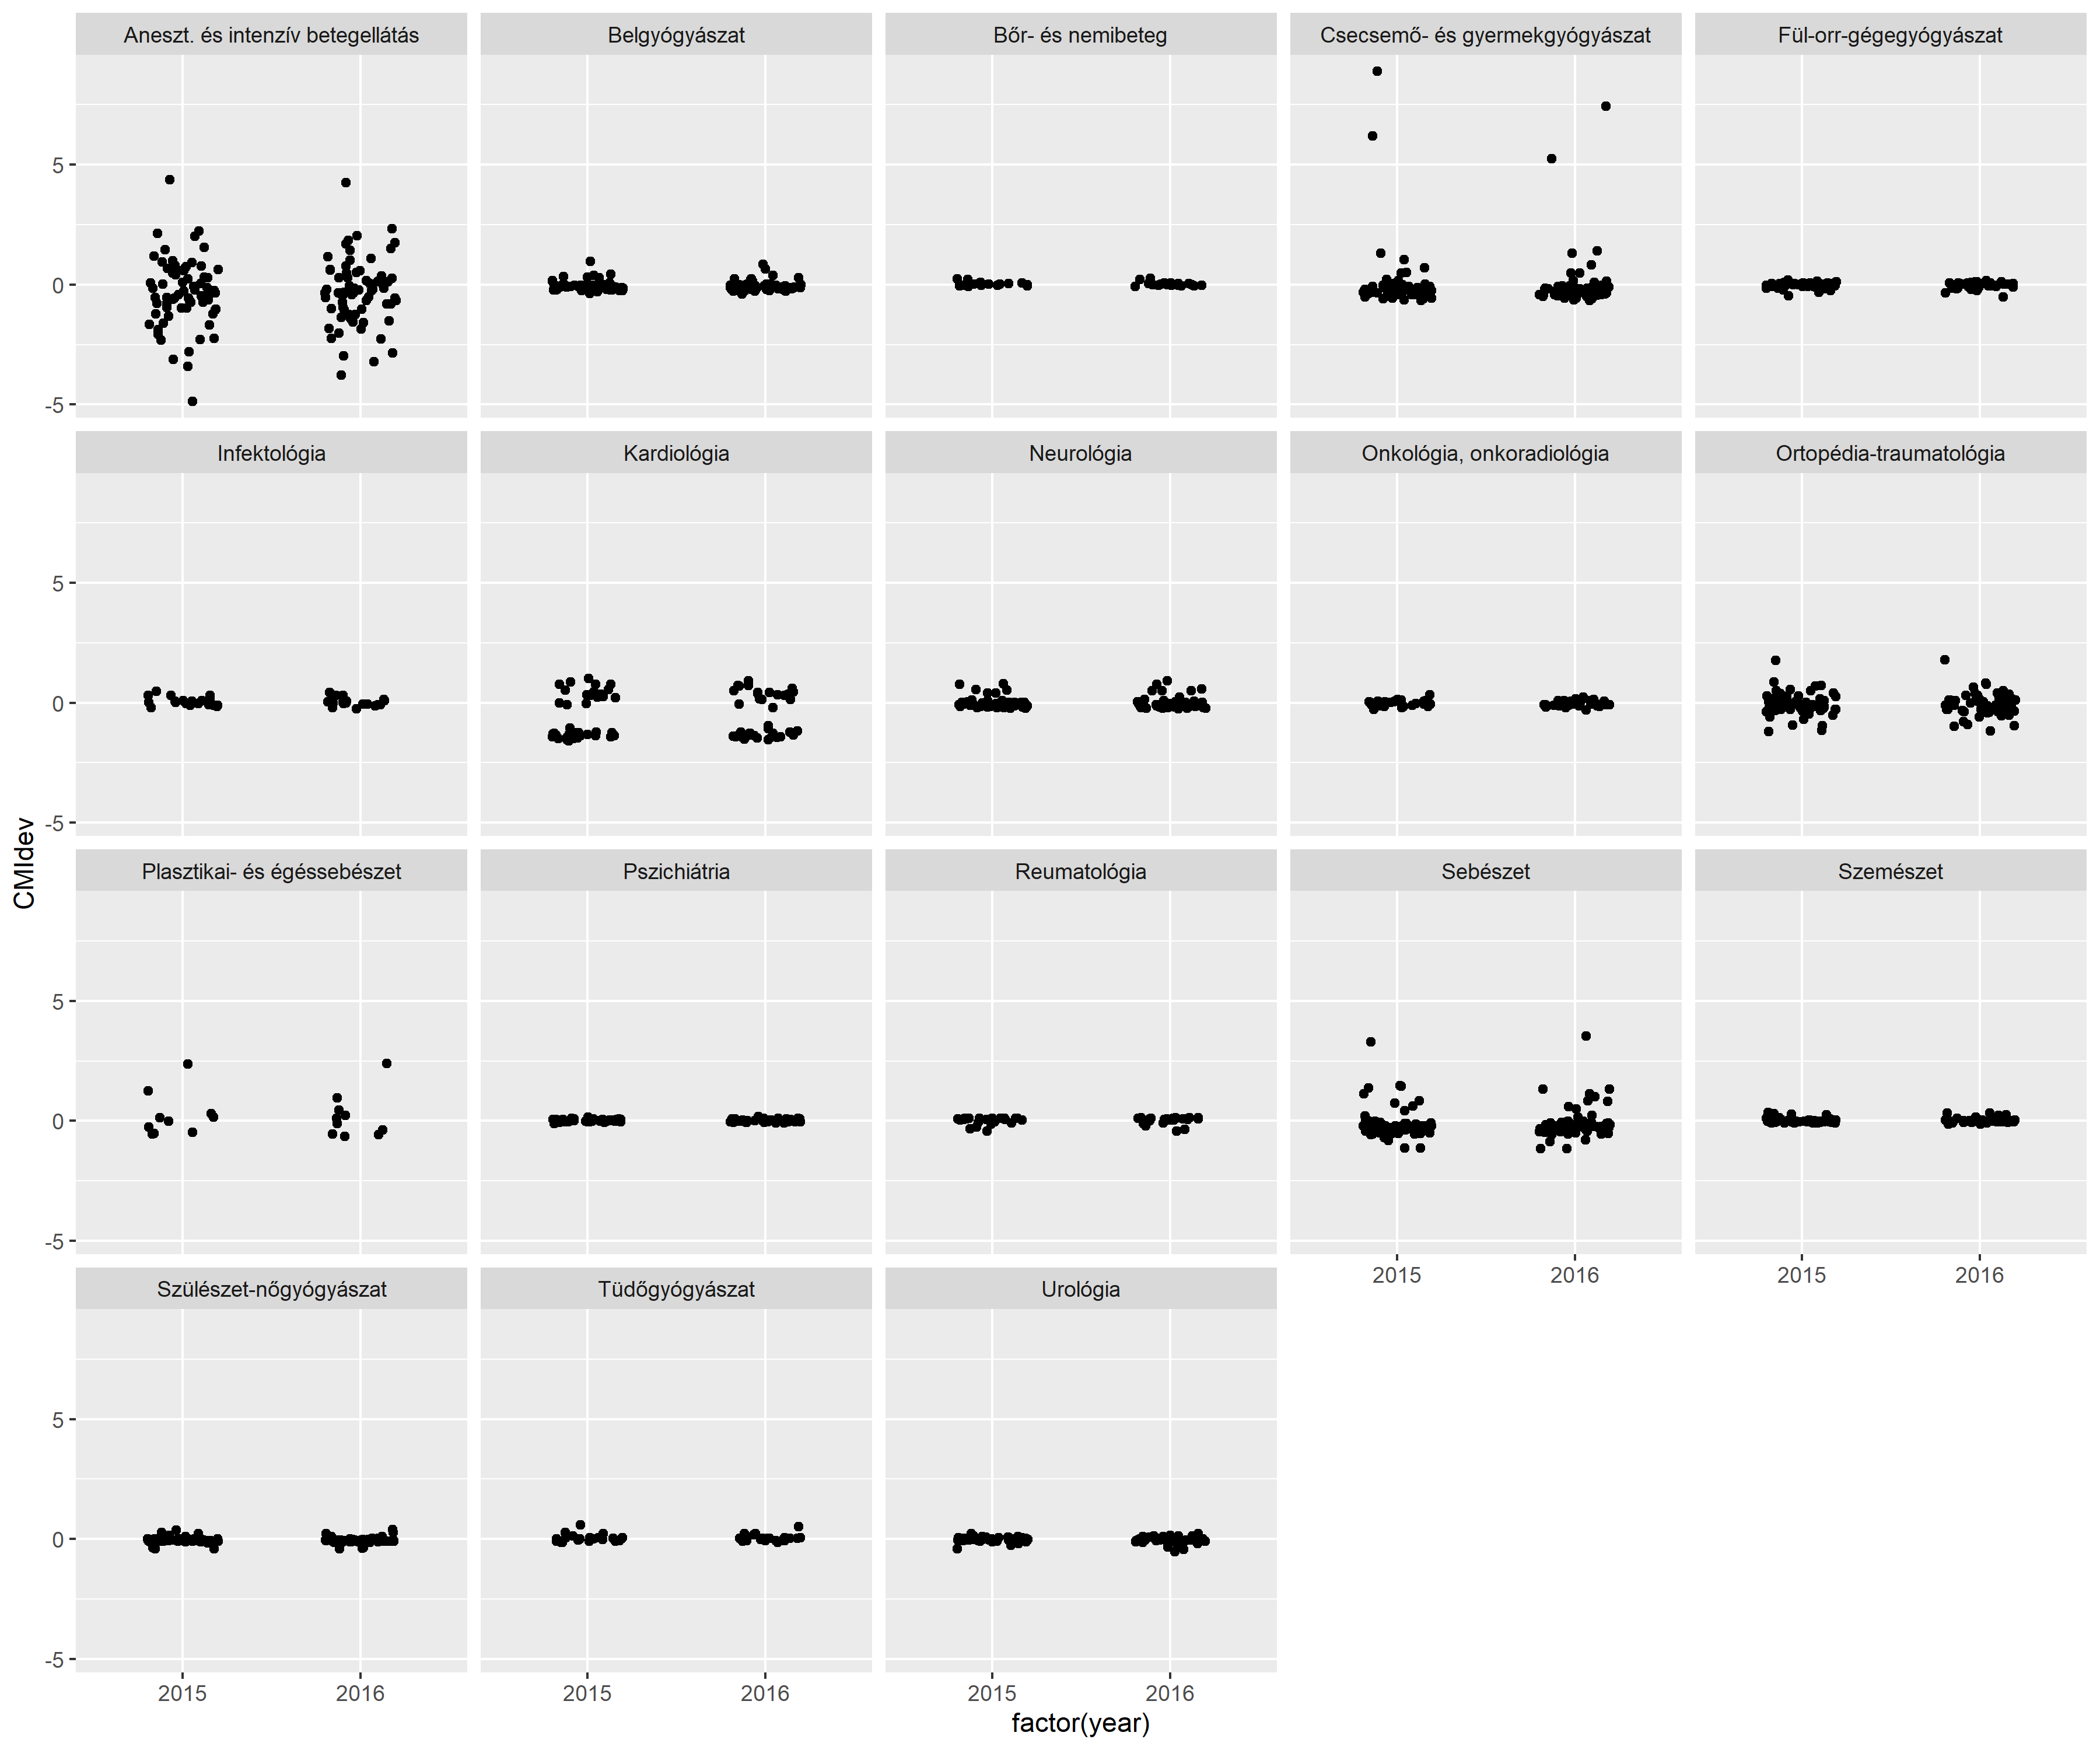 Aneszt. és intenzív betegellátás
Belgyógyászat
Bőr- és nemibeteg
Csecsemő- és gyermekgyógyászat
Fül-orr-gégegyógyászat
5
0
-5
Infektológia
Kardiológia
Neurológia
Onkológia, onkoradiológia
Ortopédia-traumatológia
5
0
-5
CMIdev
Plasztikai- és égéssebészet
Pszichiátria
Reumatológia
Sebészet
Szemészet
5
0
-5
2015 2016
2015 2016
Szülészet-nőgyógyászat
Tüdőgyógyászat
Urológia
5
0
-5
2015 2016
2015 2016
2015 2016
factor(year)